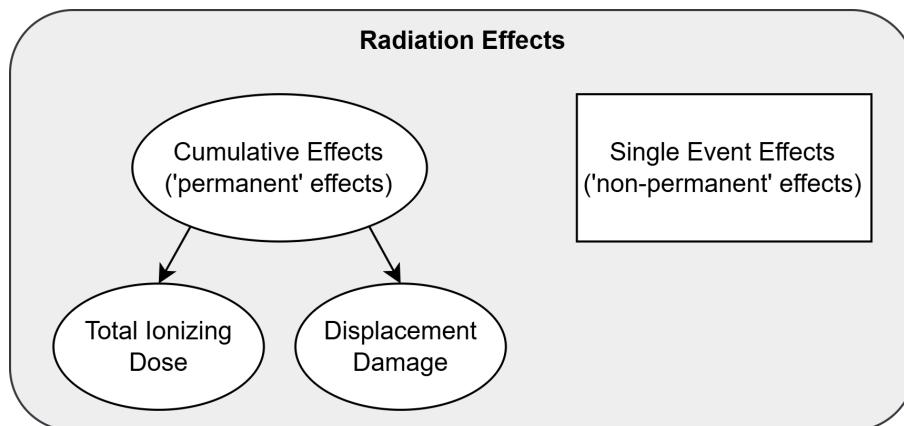 Radiation Effects
Cumulative Effects
('permanent' effects)
Single Event Effects
('non-permanent' effects)
Total Ionizing
Dose
Displacement
Damage